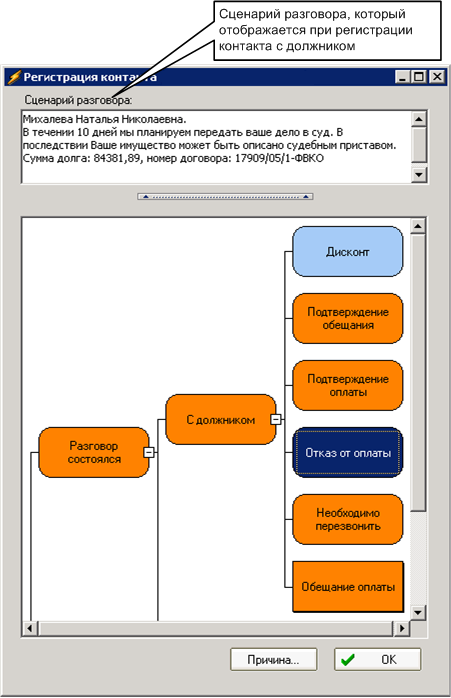 Сценарий разговора, который
отображается при регистрации
контакта с должником
Регистрация контакта
Сценарий разговора:
Михалева Наталья Николаевна.
В течении 10 дней мы планируем передать ваше дело в суд. В
последствии Ваше имущество может быть описано судебным приставом.
Сумма долга: 84381,89, номер договора: 17909/05/1-ФВКО
Дисконт
Подтверждение
обещания
Подтверждение
оплаты
С должником
Разговор
состоялся
Отказ от оплаты
Необходимо
перезвонить
Обещание оплаты
Причина...
OK